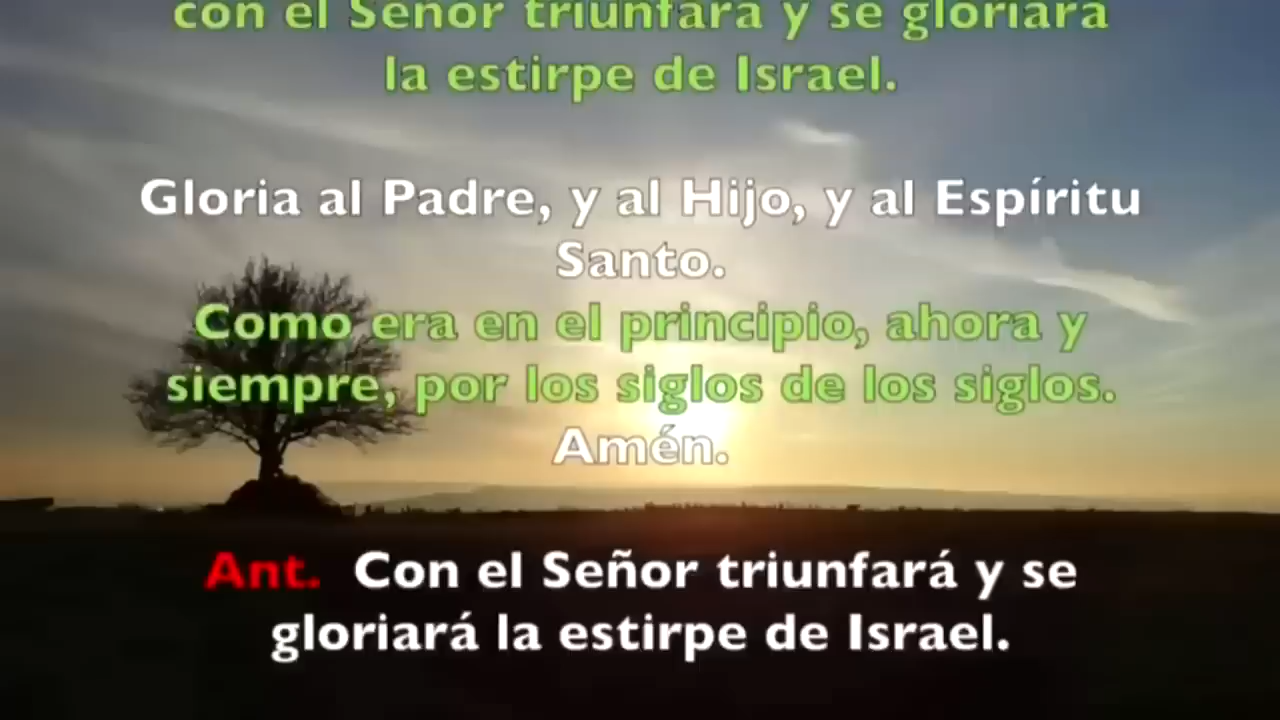 con el Señor triunfará y se gloriará
la estirpe de Israel.
Gloria al Padre, y al Hijo, y al Espíritu
Santo.
Como era en el principio, ahora y
siempre, por los siglos de los siglos.
Amén.
Ant. Con el Señor triunfará y se
gloriará la estirpe de Israel.